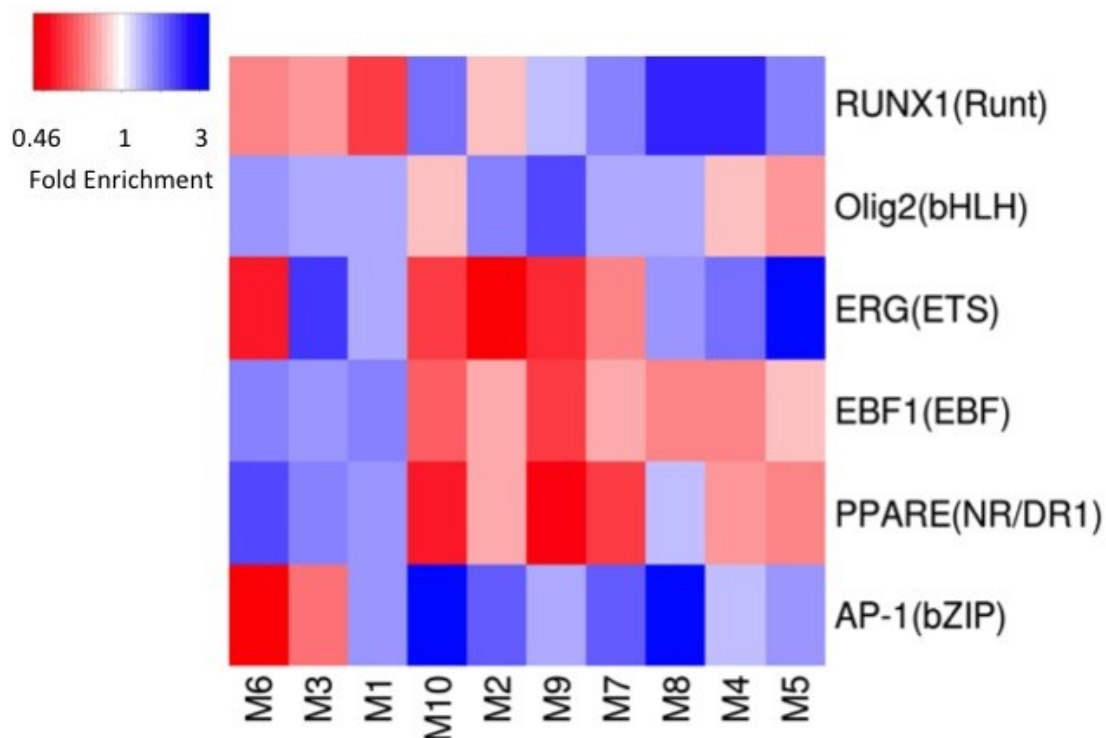 0.46 1 3
Fold Enrichment
RUNX1(Runt)
Olig2(bHLH)
ERG(ETS)
EBF1(EBF)
PPARE(NR/DR1)
AP-1(bZIP)
M6 M3 M1 M10 M2 M9 M7 M8 M4 M5